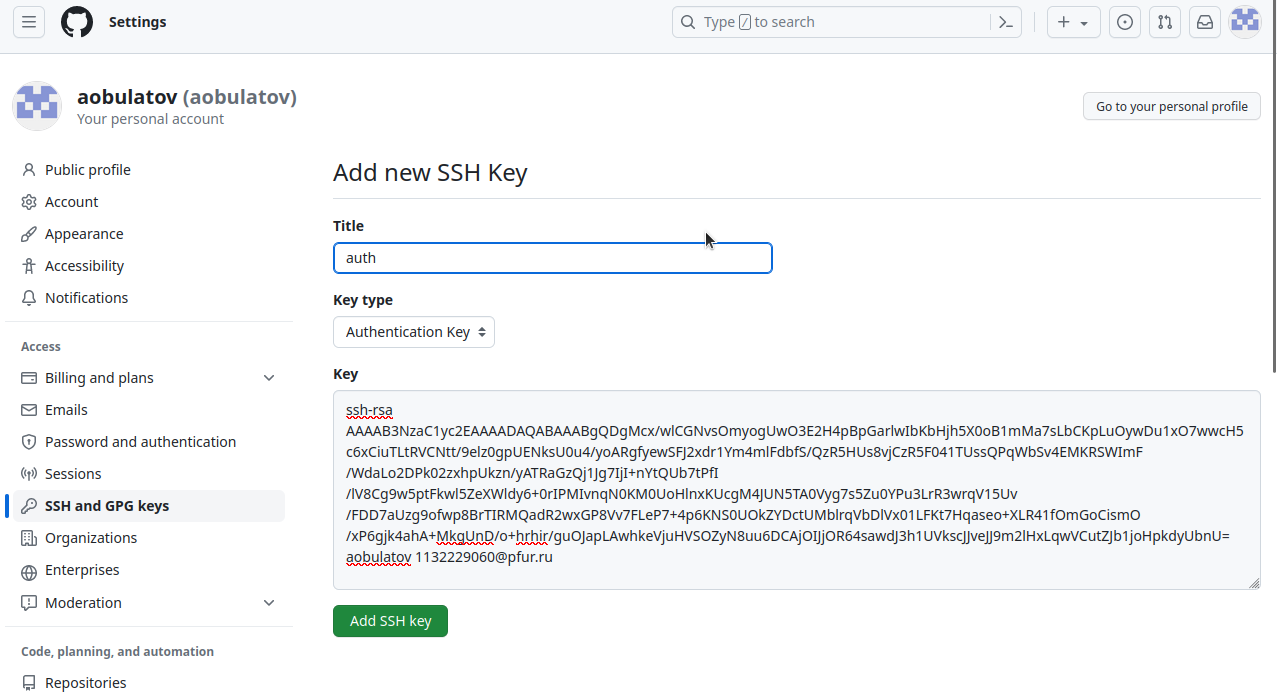 Settings
Type / to search
aobulatov (aobulatov)
Your personal account
Go to your personal profile
Public profile
Account
Appearance
Accessibility
Notifications
Access
Billing and plans
Emails
Password and authentication
Sessions
SSH and GPG keys
Organizations
Enterprises
Moderation
Code, planning, and automation
Repositories
Add new SSH Key
Title
auth
Key type
Authentication Key
Key
ssh-rsa
AAAAB3NzaC1yc2EAAAADAQABAAABgQDgMcx/wlCGNvsOmyogUwO3E2H4pBpGarlwIbKbHjh5X0oB1mMa7sLbCKpLuOywDu1xO7wwcH5
c6xCiuTLtRVCNtt/9elz0gpUENksU0u4/yoARgfyewSFJ2xdr1Ym4mlFdbfS/QzR5HUs8vjCzR5F041TUssQPqWbSv4EMKRSWImF
/WdaLo2DPk02zxhpUkzn/yATRaGzQj1Jg7IjI+nYtQUb7tPfI
/lV8Cg9w5ptFkwl5ZeXWldy6+0rIPMIvnqN0KM0UoHlnxKUcgM4JUN5TA0Vyg7s5Zu0YPu3LrR3wrqV15Uv
/FDD7aUzg9ofwp8BrTIRMQadR2wxGP8Vv7FLeP7+4p6KNS0UOkZYDctUMblrqVbDlVx01LFKt7Hqaseo+XLR41fOmGoCismO
/xP6gjk4ahA+MkgUnD/o+hrhir/guOJapLAwhkeVjuHVSOZyN8uu6DCAjOIJjOR64sawdJ3h1UVkscJJveJJ9m2lHxLqwVCutZJb1joHpkdyUbnU=
aobulatov 1132229060@pfur.ru
Add SSH key